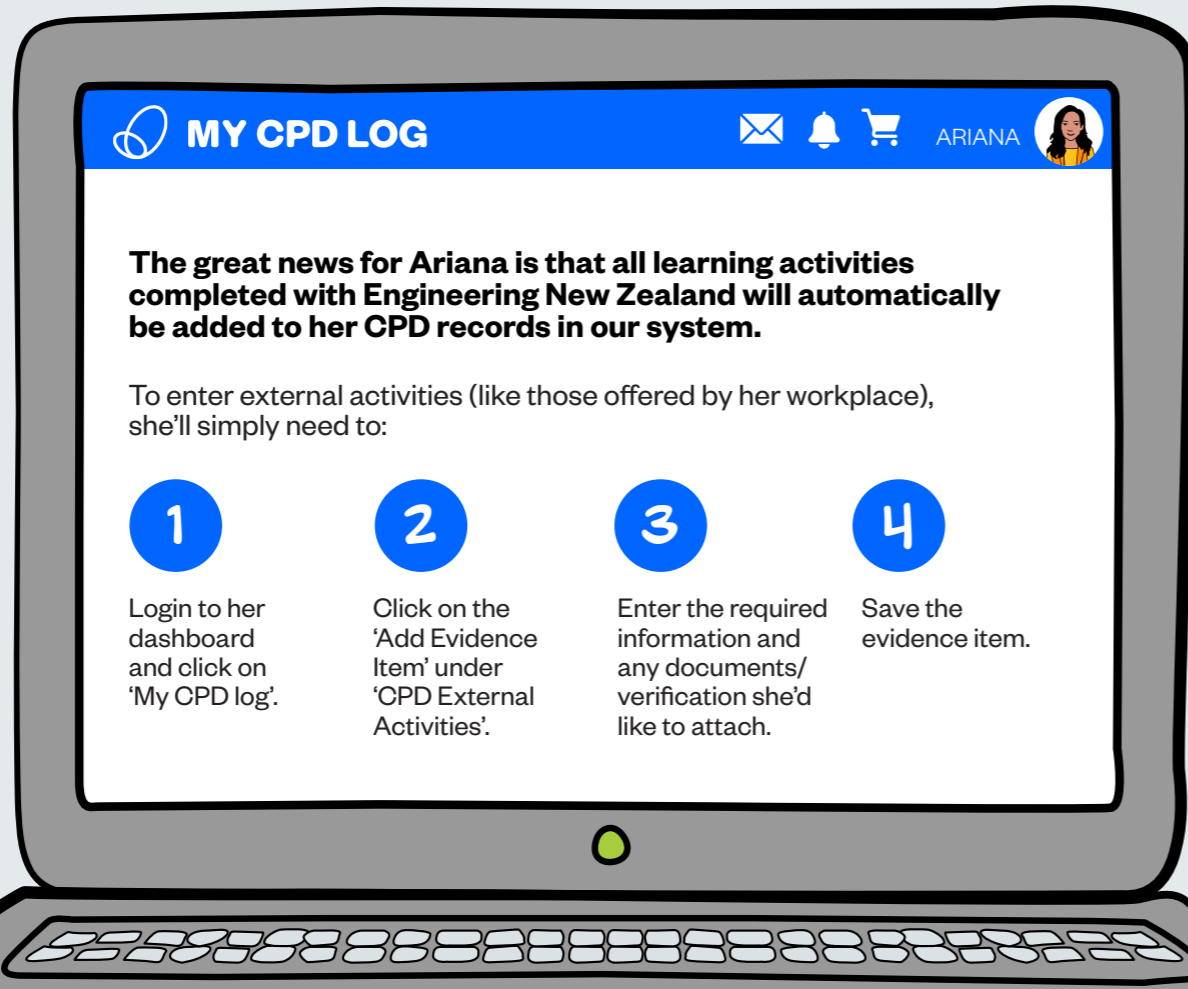 MY CPD LOG
ARIANA
The great news for Ariana is that all learning activities
completed with Engineering New Zealand will automatically
be added to her CPD records in our system.
To enter external activities (like those offered by her workplace),
she’ll simply need to:
1
Login to her
dashboard
and click on
‘My CPD log’.
2
Click on the
‘Add Evidence
Item’ under
‘CPD External
Activities’.
3
Enter the required
information and
any documents/
verification she’d
like to attach.
4
Save the
evidence item.